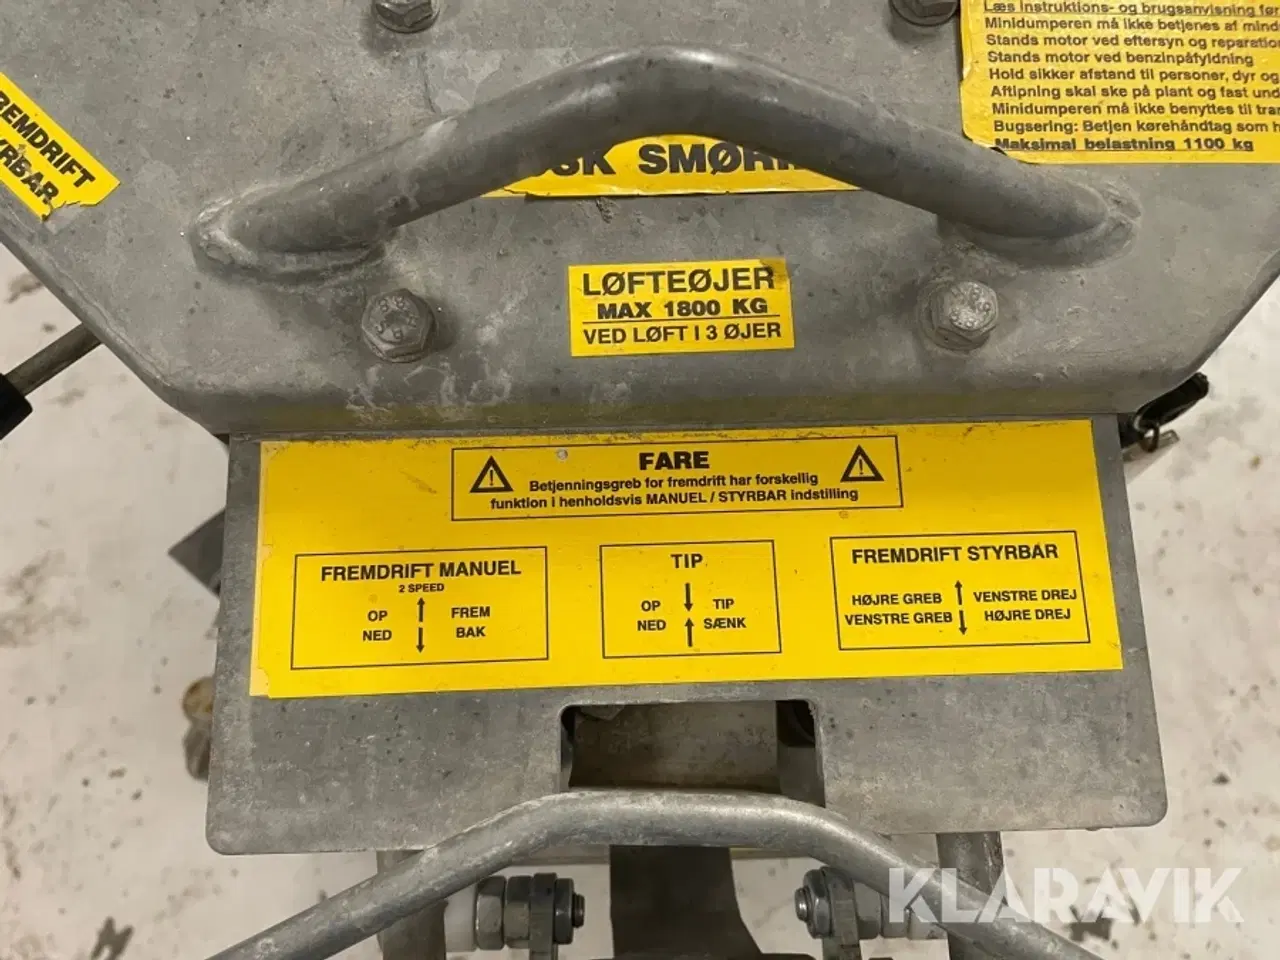 Læs Instruktions- og brugsanvisning før
Minidumperen må ikke betjenes af
Stands motor ved eftersyn og
Stands motor ved benzinpåfyldning
Hold sikker afstand til personer, dyr og
Aftipning skal ske på plant og fast
Minidumperen må ikke benyttes til
Bugsering: Betjen kørehåndtag som
Maksimal belastning 1100 kg
LØFTEØJER
MAX 1800 KG
VED LØFT I 3 ØJER
FARE
Betjenningsgreb for fremdrift har forskellig
funktion i henholdsvis MANUEL / STYRBAR indstilling
FREMDRIFT MANUEL
2 SPEED
OP ↑ FREM
NED ↓ BAK
TIP
OP ↓ TIP
NED ↑ SÆNK
FREMDRIFT STYRBAR
HØJRE GREB ↑ VENSTRE DREJ
VENSTRE GREB ↓ HØJRE DREJ
KLARAVIK